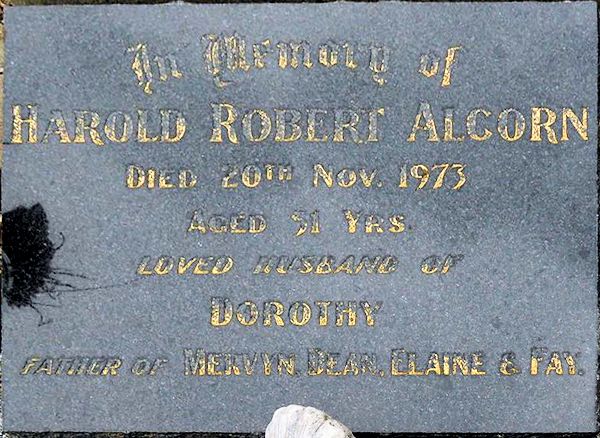 In Memory of
HAROLD ROBERT ALCORN
DIED 20TH NOV. 1973
AGED 51 YRS.
LOVED HUSBAND OF
DOROTHY
FATHER OF MERVYN, DEAN, ELAINE & FAY.